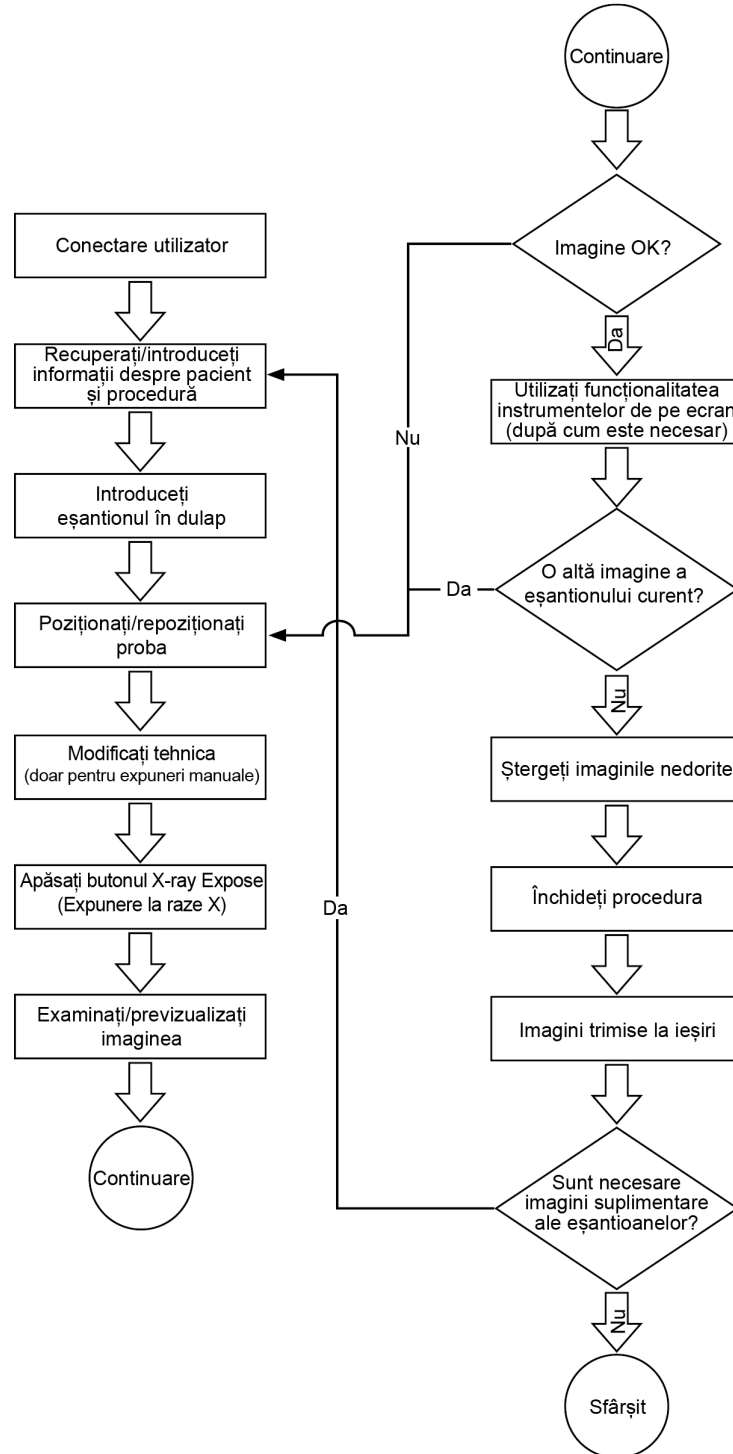 Conectare utilizator
Recuperați/introduceți
informații despre pacient
și procedură
Introduceți
eșantionul în dulap
Poziționați/repoziționați
proba
Modificați tehnica
(doar pentru expuneri manuale)
Apăsați butonul X-ray Expose
(Expunere la raze X)
Examinați/previzualizați
imaginea
Continuare
Continuare
Imagine OK?
Nu
Da
Utilizați funcționalitatea
instrumentelor de pe ecran
(după cum este necesar)
O altă imagine a
eșantionului curent?
Da
Nu
Ștergeți imaginile nedorite
Închideți procedura
Imagini trimise la ieșiri
Sunt necesare
imagini suplimentare
ale eșantioanelor?
Da
Nu
Sfârșit